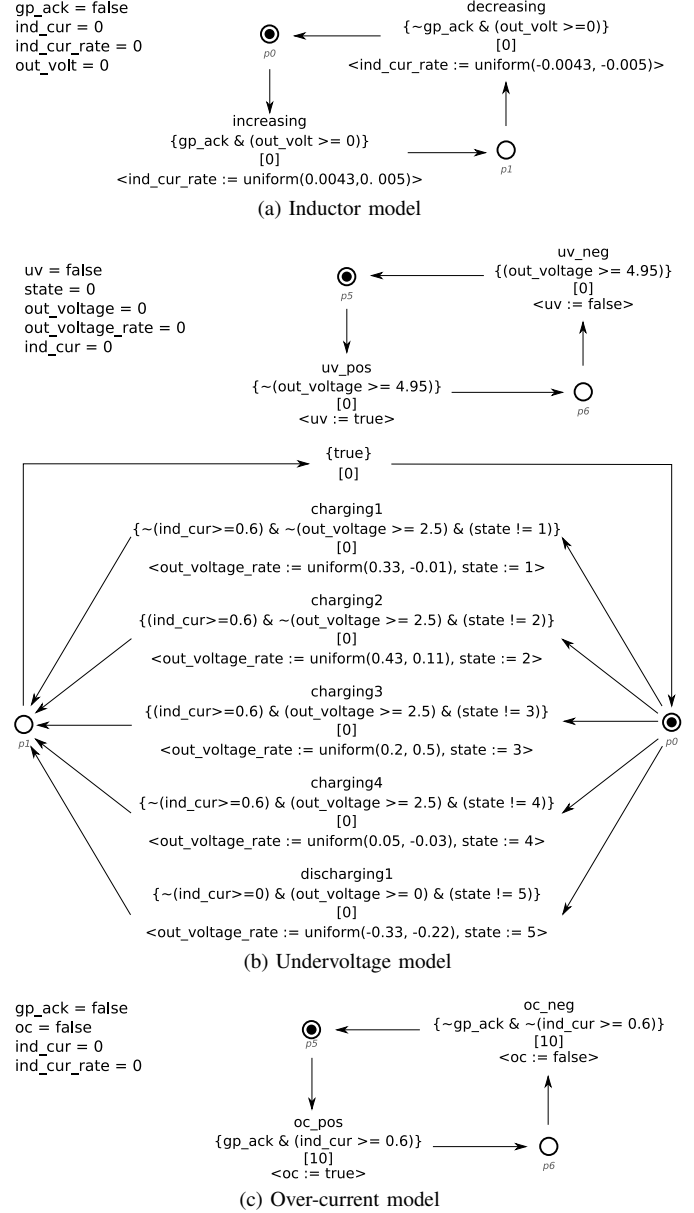 gp_ack = false
ind_cur = 0
ind_cur_rate = 0
out_volt = 0
p0
decreasing
{~gp_ack & (out_volt >=0)}
[0]
<ind_cur_rate := uniform(-0.0043, -0.005)>
increasing
{gp_ack & (out_volt >= 0)}
[0]
<ind_cur_rate := uniform(0.0043,0. 005)>
p1
(a) Inductor model
uv = false
state = 0
out_voltage = 0
out_voltage_rate = 0
ind_cur = 0
p5
uv_neg
{(out_voltage >= 4.95)}
[0]
<uv := false>
uv_pos
{~(out_voltage >= 4.95)}
[0]
<uv := true>
p6
{true}
[0]
charging1
{~(ind_cur>=0.6) & ~(out_voltage >= 2.5) & (state != 1)}
[0]
<out_voltage_rate := uniform(0.33, -0.01), state := 1>
charging2
{(ind_cur>=0.6) & ~(out_voltage >= 2.5) & (state != 2)}
[0]
<out_voltage_rate := uniform(0.43, 0.11), state := 2>
charging3
{(ind_cur>=0.6) & (out_voltage >= 2.5) & (state != 3)}
[0]
<out_voltage_rate := uniform(0.2, 0.5), state := 3>
p1
p0
charging4
{~(ind_cur>=0.6) & (out_voltage >= 2.5) & (state != 4)}
[0]
<out_voltage_rate := uniform(0.05, -0.03), state := 4>
discharging1
{~(ind_cur>=0) & (out_voltage >= 0) & (state != 5)}
[0]
<out_voltage_rate := uniform(-0.33, -0.22), state := 5>
(b) Undervoltage model
gp_ack = false
oc = false
ind_cur = 0
ind_cur_rate = 0
p5
oc_neg
{~gp_ack & ~(ind_cur >= 0.6)}
[10]
<oc := false>
oc_pos
{gp_ack & (ind_cur >= 0.6)}
[10]
<oc := true>
p6
(c) Over-current model